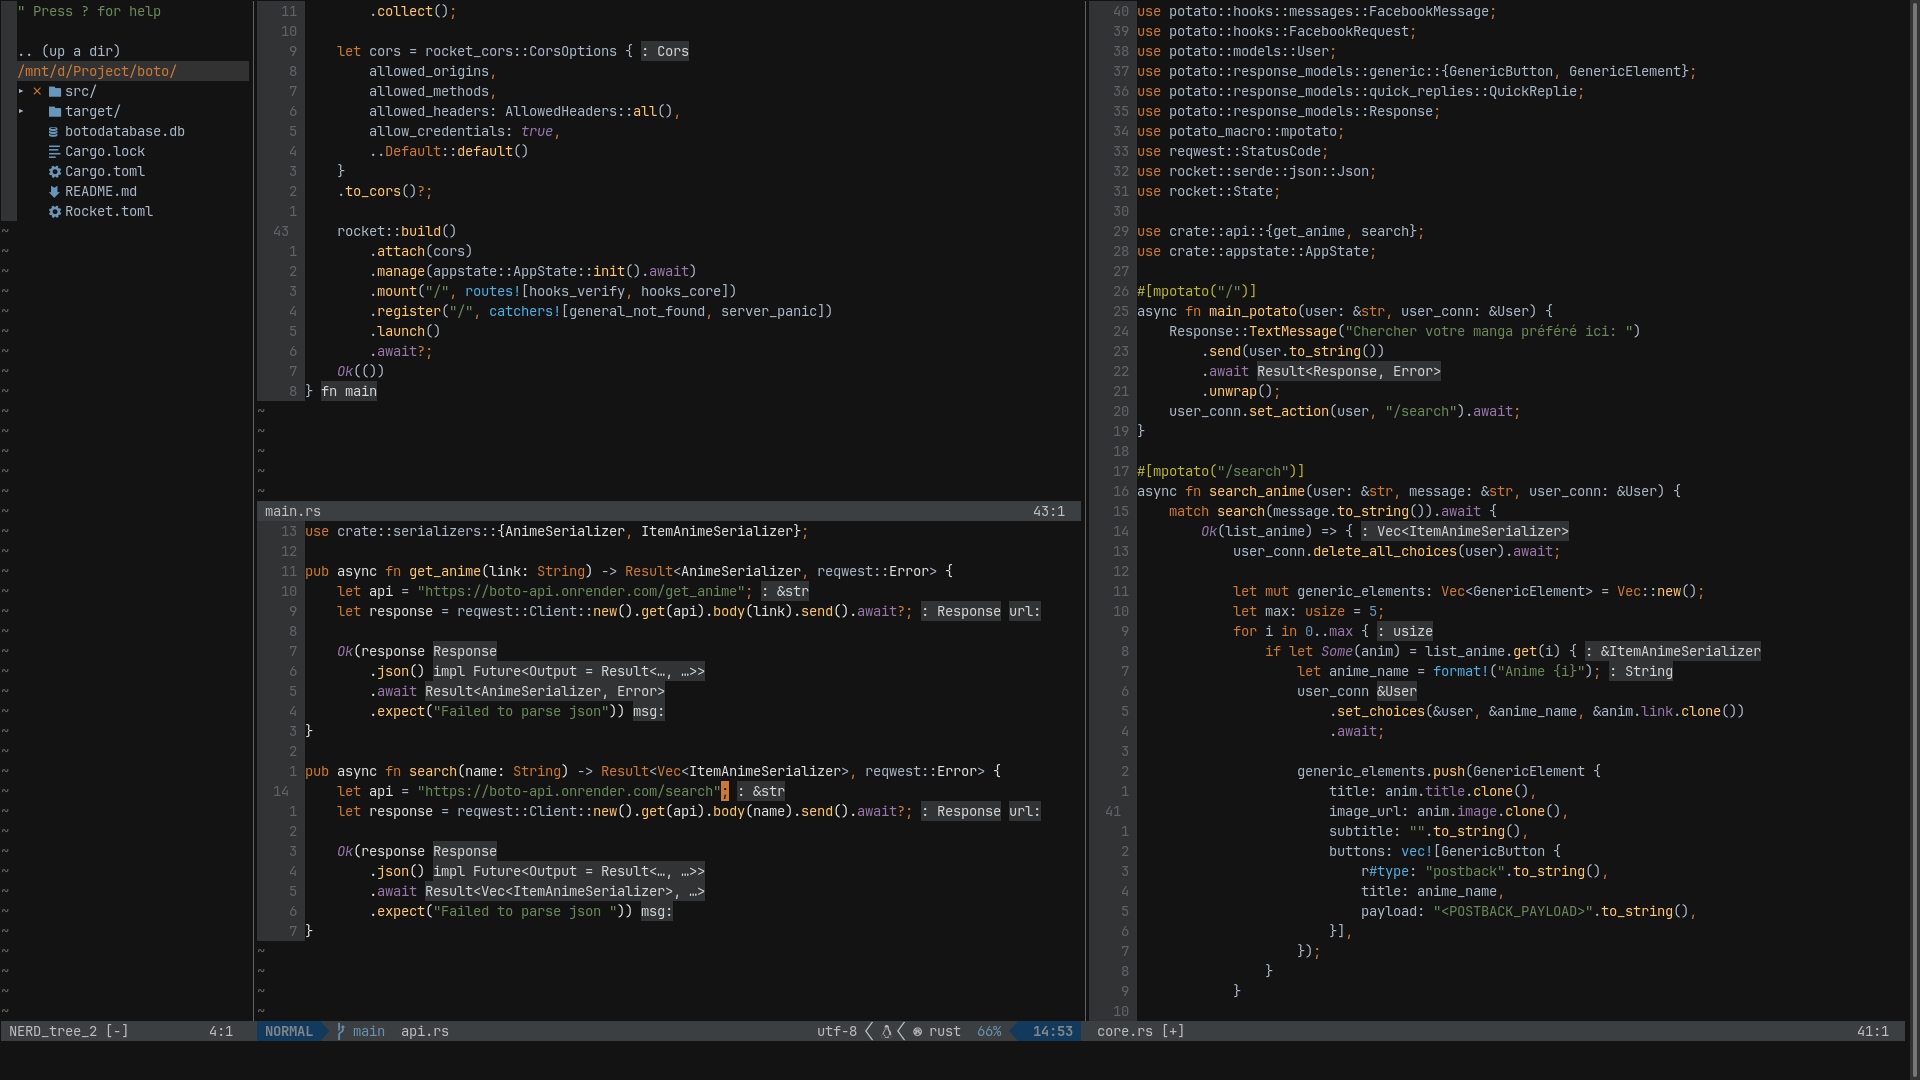 " Press ? for help
.. (up a dir)
/mnt/d/Project/boto/
▸ ✕ src/
▸ target/
botodatabase.db
Cargo.lock
Cargo.toml
README.md
Rocket.toml
NERD_tree_2 [-] 4:1
11 .collect();
10
9 let cors = rocket_cors::CorsOptions { : Cors
8 allowed_origins,
7 allowed_methods,
6 allowed_headers: AllowedHeaders::all(),
5 allow_credentials: true,
4 ..Default::default()
3 }
2 .to_cors()?;
1
43 rocket::build()
1 .attach(cors)
2 .manage(appstate::AppState::init().await)
3 .mount("/", routes![hooks_verify, hooks_core])
4 .register("/", catchers![general_not_found, server_panic])
5 .launch()
6 .await?;
7 Ok(())
8 } fn main
main.rs 43:1
13 use crate::serializers::{AnimeSerializer, ItemAnimeSerializer};
12
11 pub async fn get_anime(link: String) -> Result<AnimeSerializer, reqwest::Error> {
10 let api = "https://boto-api.onrender.com/get_anime"; : &str
9 let response = reqwest::Client::new().get(api).body(link).send().await?; : Response url:
8
7 Ok(response Response
6 .json() impl Future<Output = Result<…, …>>
5 .await Result<AnimeSerializer, Error>
4 .expect("Failed to parse json")) msg:
3 }
2
1 pub async fn search(name: String) -> Result<Vec<ItemAnimeSerializer>, reqwest::Error> {
14 let api = "https://boto-api.onrender.com/search"; : &str
1 let response = reqwest::Client::new().get(api).body(name).send().await?; : Response url:
2
3 Ok(response Response
4 .json() impl Future<Output = Result<…, …>>
5 .await Result<Vec<ItemAnimeSerializer>, …>
6 .expect("Failed to parse json ")) msg:
7 }
NORMAL main api.rs utf-8 rust 66% 14:53
40 use potato::hooks::messages::FacebookMessage;
39 use potato::hooks::FacebookRequest;
38 use potato::models::User;
37 use potato::response_models::generic::{GenericButton, GenericElement};
36 use potato::response_models::quick_replies::QuickReplie;
35 use potato::response_models::Response;
34 use potato_macro::mpotato;
33 use reqwest::StatusCode;
32 use rocket::serde::json::Json;
31 use rocket::State;
30
29 use crate::api::{get_anime, search};
28 use crate::appstate::AppState;
27
26 #[mpotato("/")]
25 async fn main_potato(user: &str, user_conn: &User) {
24 Response::TextMessage("Chercher votre manga préféré ici: ")
23 .send(user.to_string())
22 .await Result<Response, Error>
21 .unwrap();
20 user_conn.set_action(user, "/search").await;
19 }
18
17 #[mpotato("/search")]
16 async fn search_anime(user: &str, message: &str, user_conn: &User) {
15 match search(message.to_string()).await {
14 Ok(list_anime) => { : Vec<ItemAnimeSerializer>
13 user_conn.delete_all_choices(user).await;
12
11 let mut generic_elements: Vec<GenericElement> = Vec::new();
10 let max: usize = 5;
9 for i in 0..max { : usize
8 if let Some(anim) = list_anime.get(i) { : &ItemAnimeSerializer
7 let anime_name = format!("Anime {i}"); : String
6 user_conn &User
5 .set_choices(&user, &anime_name, &anim.link.clone())
4 .await;
3
2 generic_elements.push(GenericElement {
1 title: anim.title.clone(),
41 image_url: anim.image.clone(),
1 subtitle: "".to_string(),
2 buttons: vec![GenericButton {
3 r#type: "postback".to_string(),
4 title: anime_name,
5 payload: "<POSTBACK_PAYLOAD>".to_string(),
6 }],
7 });
8 }
9 }
10
core.rs [+] 41:1